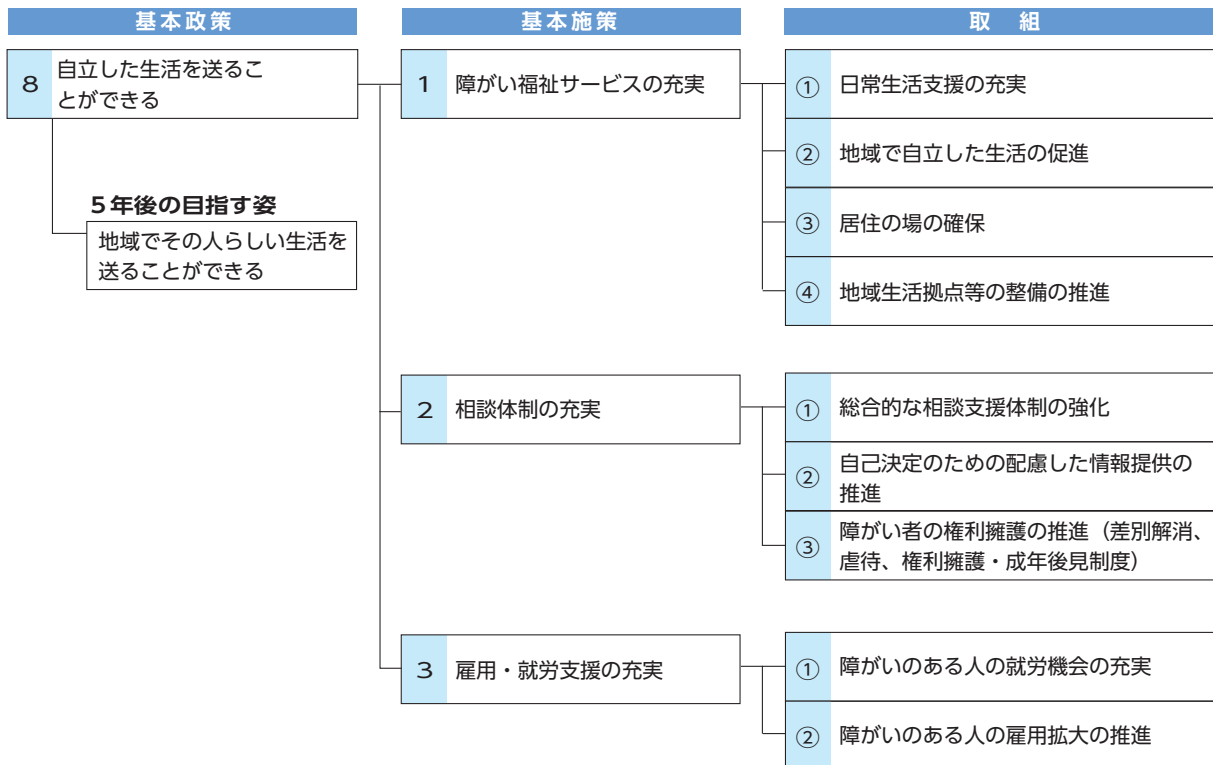 基本政策
基本施策
取　組
8 自立した生活を送るこ
とができる
5年後の目指す姿
地域でその人らしい生活を
送ることができる
1 障がい福祉サービスの充実
① 日常生活支援の充実
② 地域で自立した生活の促進
③ 居住の場の確保
④ 地域生活拠点等の整備の推進
2 相談体制の充実
① 総合的な相談支援体制の強化
② 自己決定のための配慮した情報提供の
推進
③ 障がい者の権利擁護の推進（差別解消、
虐待、権利擁護・成年後見制度）
3 雇用・就労支援の充実
① 障がいのある人の就労機会の充実
② 障がいのある人の雇用拡大の推進